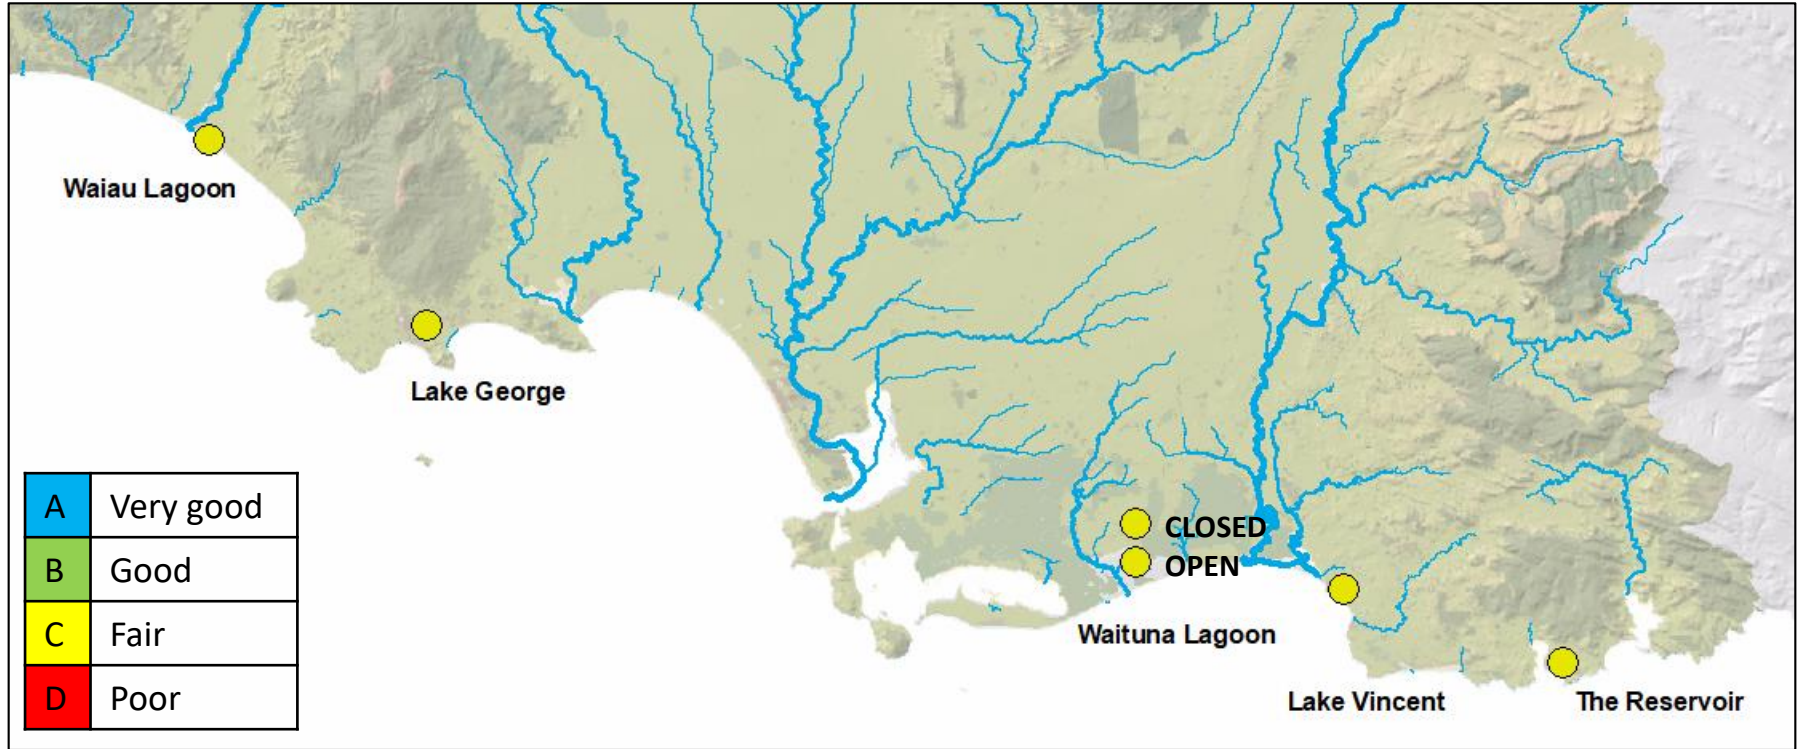 Waiau Lagoon
Lake George
A Very good
B Good
C Fair
D Poor
CLOSED
OPEN
Waituna Lagoon
Lake Vincent
The Reservoir